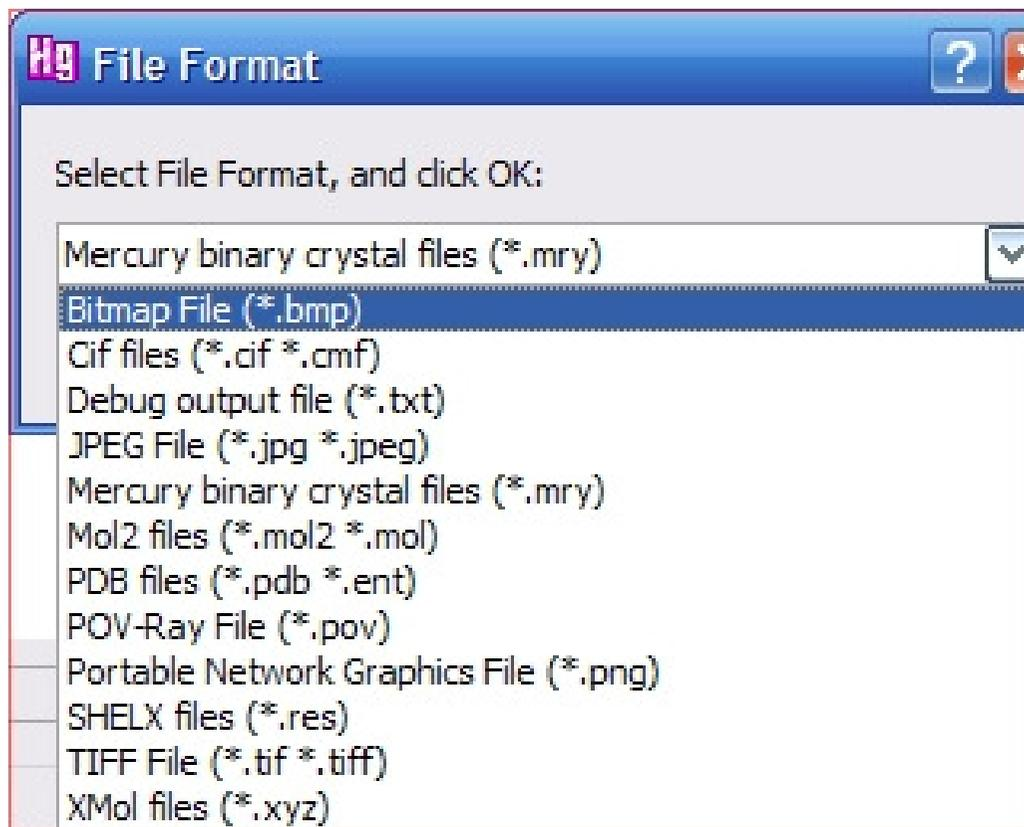 Hg File Format ?
Select File Format, and click OK:
Mercury binary crystal files (*.mry)
Bitmap File (*.bmp)
Cif files (*.cif *.cmf)
Debug output file (*.txt)
JPEG File (*.jpg *.jpeg)
Mercury binary crystal files (*.mry)
Mol2 files (*.mol2 *.mol)
PDB files (*.pdb *.ent)
POV-Ray File (*.pov)
Portable Network Graphics File (*.png)
SHELX files (*.res)
TIFF File (*.tif *.tiff)
XMol files (*.xyz)